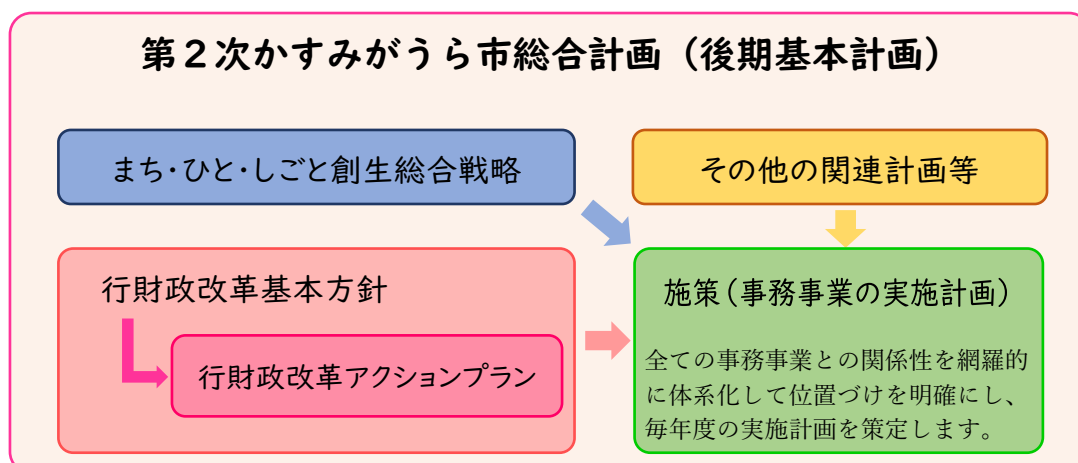 第２次かすみがうら市総合計画（後期基本計画）
まち・ひと・しごと創生総合戦略
その他の関連計画等
行財政改革基本方針
行財政改革アクションプラン
施策（事務事業の実施計画）
全ての事務事業との関係性を網羅的
に体系化して位置づけを明確にし、
毎年度の実施計画を策定します。